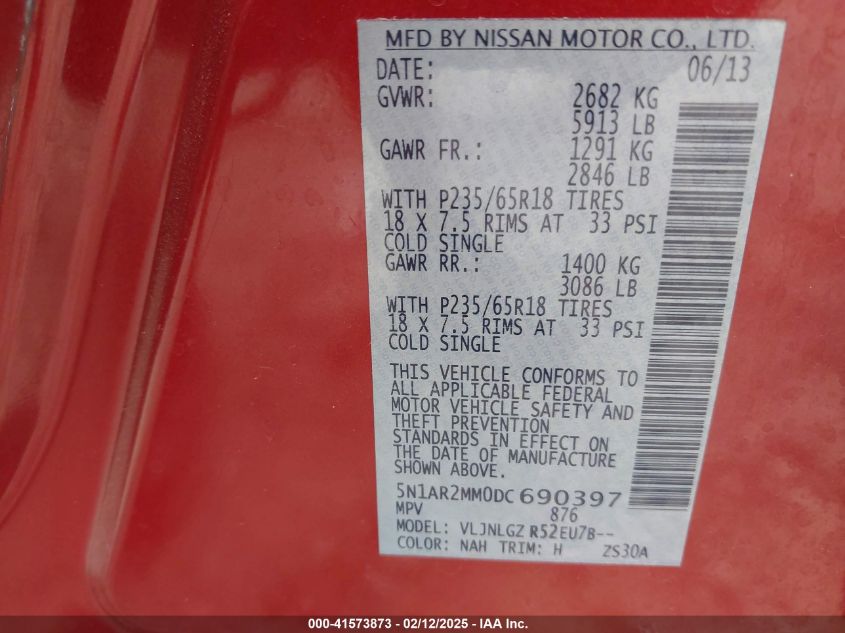 MFD BY NISSAN MOTOR CO., LTD.
DATE: 06/13
GVWR: 2682 KG
5913 LB
GAWR FR.: 1291 KG
2846 LB
WITH P235/65R18 TIRES
18 X 7.5 RIMS AT 33 PSI
COLD SINGLE
GAWR RR.: 1400 KG
3086 LB
WITH P235/65R18 TIRES
18 X 7.5 RIMS AT 33 PSI
COLD SINGLE
THIS VEHICLE CONFORMS TO
ALL APPLICABLE FEDERAL
MOTOR VEHICLE SAFETY AND
THEFT PREVENTION
STANDARDS IN EFFECT ON
THE DATE OF MANUFACTURE
SHOWN ABOVE.
5N1AR2MM0DC690397
MPV 876
MODEL: VLJNLGZ R52EU7B--
COLOR: NAH TRIM: H ZS30A
000-41573873 - 02/12/2025 - IAA Inc.